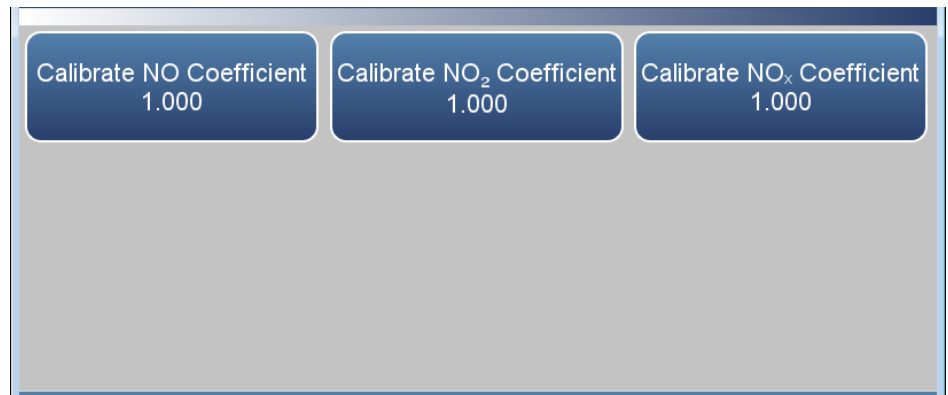 Calibrate NO Coefficient
1.000
Calibrate NO₂ Coefficient
1.000
Calibrate NOₓ Coefficient
1.000